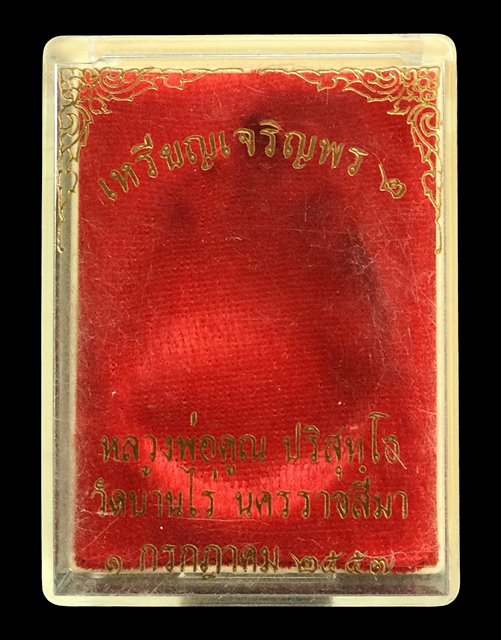 เหรียญเจริญพร ๒
หลวงพ่อคูณ ปริสุทฺโธ
วัดบ้านไร่ นครราชสีมา
๑ กรกฎาคม ๒๕๕๗